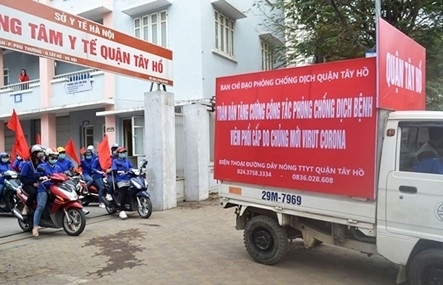 SỞ Y TẾ HÀ NỘI
NG TÂM Y TẾ QUẬN TÂY HỒ
QUẬN TÂY HỒ
BAN CHỈ ĐẠO PHÒNG CHỐNG DỊCH QUẬN TÂY HỒ
TOÀN DÂN TĂNG CƯỜNG CÔNG TÁC PHÒNG CHỐNG DỊCH BỆNH
VIÊM PHỔI CẤP DO CHỦNG MỚI VIRUT CORONA
ĐIỆN THOẠI ĐƯỜNG DÂY NÓNG TTYT QUẬN TÂY HỒ
024.3758.3334 - 0836.028.608
29M-7969